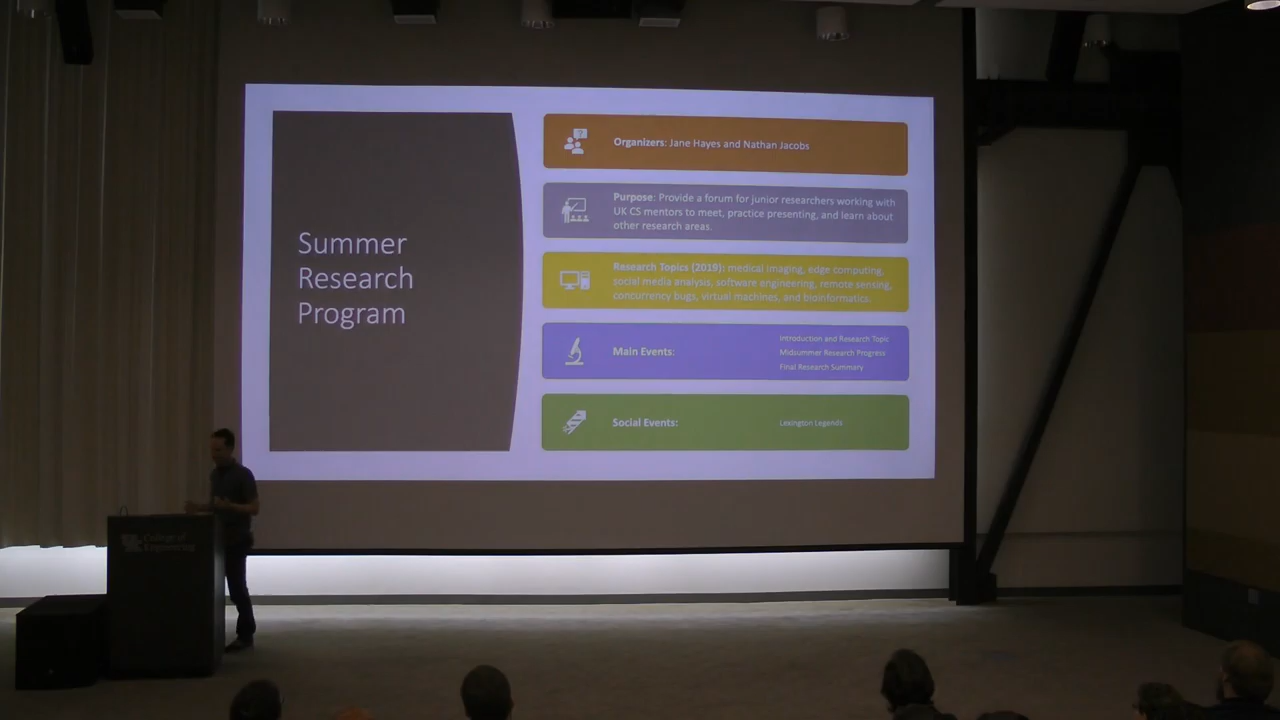 Summer
Research
Program
Organizers: Jane Hayes and Nathan Jacobs
Purpose: Provide a forum for junior researchers working with
UK CS mentors to meet, practice presenting, and learn about
other research areas.
Research Topics (2019): medical imaging, edge computing,
social media analysis, software engineering, remote sensing,
concurrency bugs, virtual machines, and bioinformatics.
Main Events:
Introduction and Research Topic
Midsummer Research Progress
Final Research Summary
Social Events:
Lexington Legends
College of
Engineering